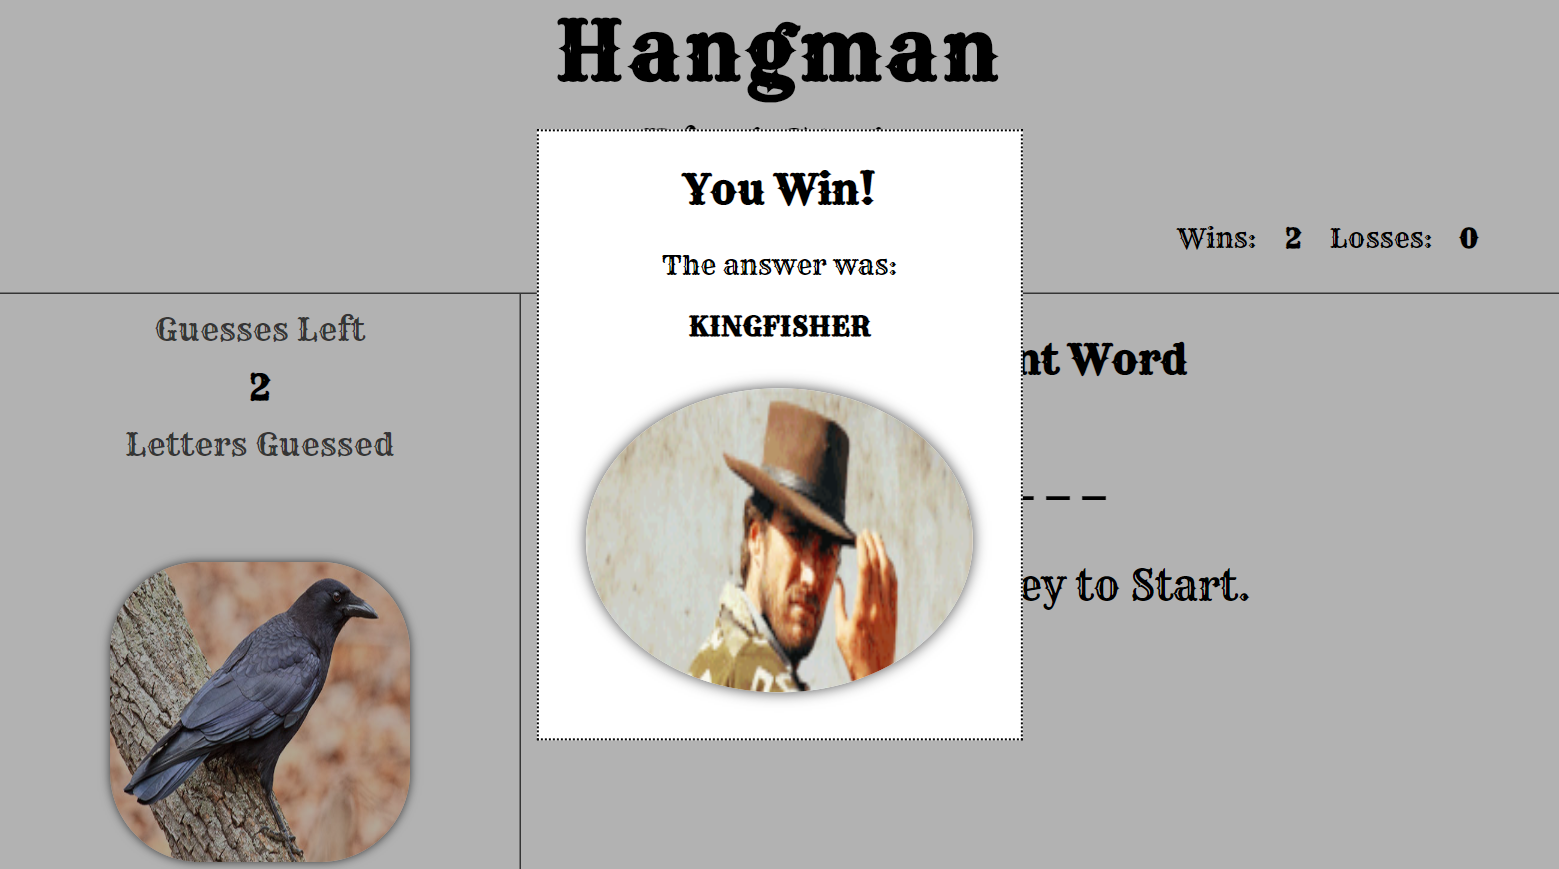 Hangman
You Win!
The answer was:
KINGFISHER
Wins: 2 Losses: 0
Guesses Left
2
Letters Guessed
nt Word
_ _ _
ey to Start.